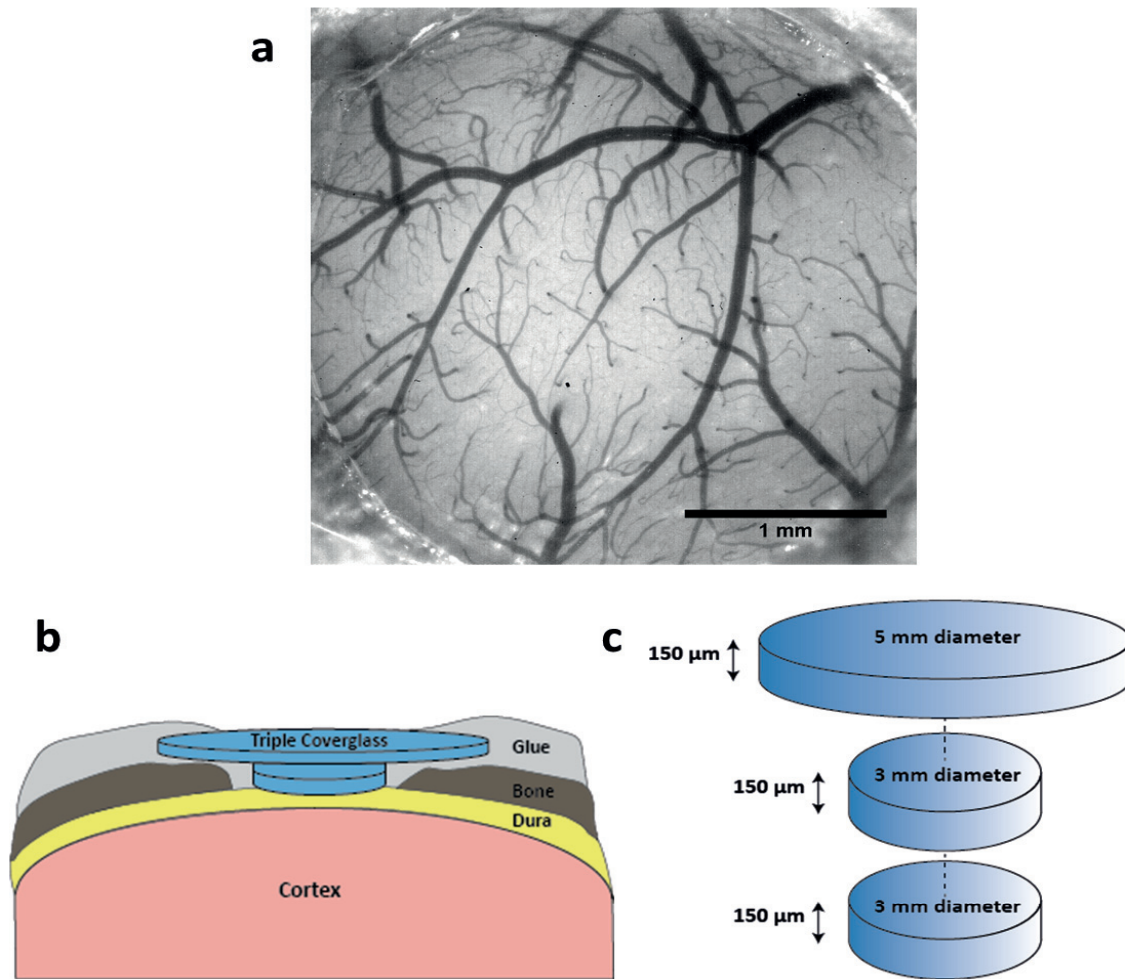 a
1 mm
b
Triple Coverglass
Glue
Bone
Dura
Cortex
c
5 mm diameter
150 µm
3 mm diameter
150 µm
3 mm diameter
150 µm